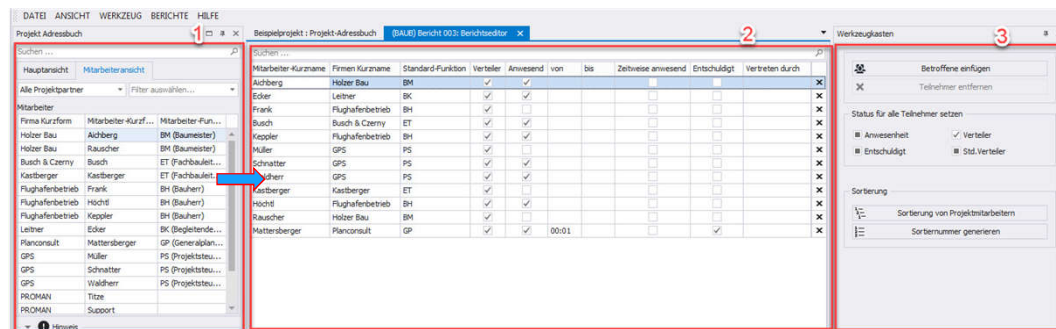 DATEI ANSICHT WERKZEUG BERICHTE HILFE
Projekt Adressbuch
1
Beispielprojekt : Projekt-Adressbuch
(BAUB) Bericht 003: Berichtseditor
2
Werkzeugkasten
3
Suchen ...
Hauptansicht Mitarbeiteransicht
Alle Projektpartner Filter auswählen...
Mitarbeiter
Firma Kurzform Mitarbeiter-Kurzf... Mitarbeiter-Fun...
Holzer Bau Aichberg BM (Baumeister)
Holzer Bau Rauscher BM (Baumeister)
Busch & Czerny Busch ET (Fachbauleit...
Kastberger Kastberger ET (Fachbauleit...
Flughafenbetrieb Frank BH (Bauherr)
Flughafenbetrieb Höchtl BH (Bauherr)
Flughafenbetrieb Keppler BH (Bauherr)
Leitner Ecker BK (Begleitende...
Planconsult Mattersberger GP (Generalplan...
GPS Müller PS (Projektsteu...
GPS Schnatter PS (Projektsteu...
GPS Waldherr PS (Projektsteu...
PROMAN Titze
PROMAN Support
Hinweis
Suchen ...
Mitarbeiter-Kurzname Firmen Kurzname Standard-Funktion Verteiler Anwesend von bis Zeitweise anwesend Entschuldigt Vertreten durch
Aichberg Holzer Bau BM
Ecker Leitner BK
Frank Flughafenbetrieb BH
Busch Busch & Czerny ET
Keppler Flughafenbetrieb BH
Müller GPS PS
Schnatter GPS PS
ldherr GPS PS
Kastberger Kastberger ET
Höchtl Flughafenbetrieb BH
Rauscher Holzer Bau BM
Mattersberger Planconsult GP 00:01
Betroffene einfügen
Teilnehmer entfernen
Status für alle Teilnehmer setzen
Anwesenheit Verteiler
Entschuldigt Std.Verteiler
Sortierung
Sortierung von Projektmitarbeitern
Sortiernummer generieren